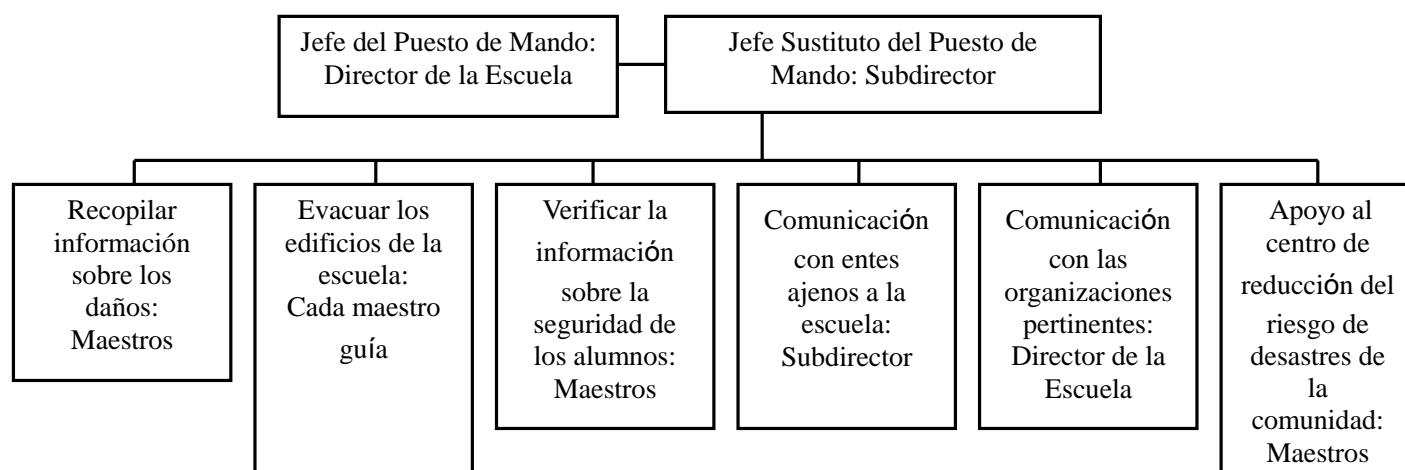 Jefe del Puesto de Mando:
Director de la Escuela
Jefe Sustituto del Puesto de
Mando: Subdirector
Recopilar
información
sobre los
daños:
Maestros
Evacuar los
edificios de la
escuela:
Cada maestro
guía
Verificar la
información
sobre la
seguridad de
los alumnos:
Maestros
Comunicación
con entes
ajenos a la
escuela:
Subdirector
Comunicación
con las
organizaciones
pertinentes:
Director de la
Escuela
Apoyo al
centro de
reducción del
riesgo de
desastres de
la
comunidad:
Maestros